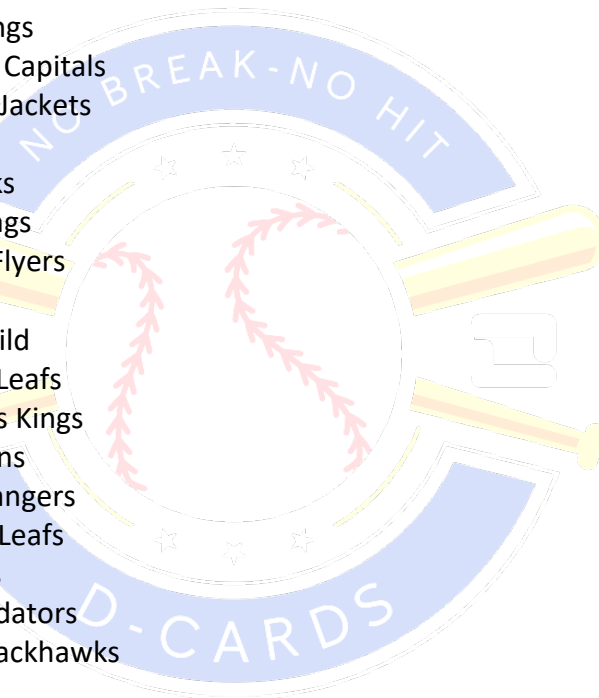 ngs
Capitals
Jackets
ks
ngs
Flyers
ild
Leafs
s Kings
ns
angers
Leafs
s
dators
ackhawks
NO BREAK-NO HIT
D-CARDS